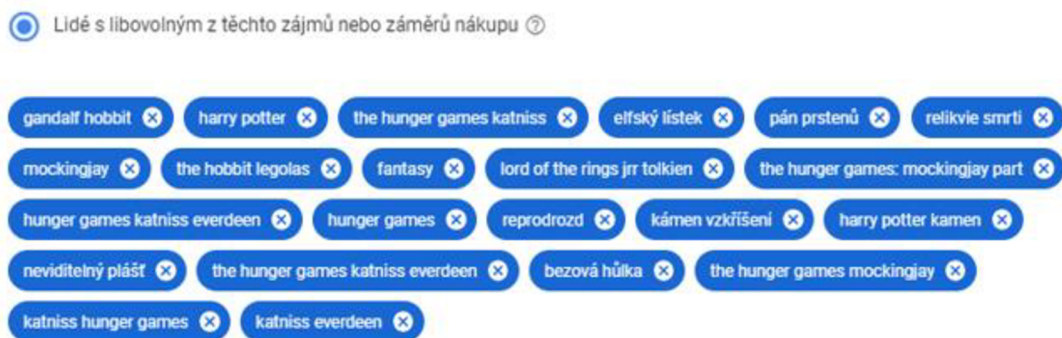 Lidé s libovolným z těchto zájmů nebo záměrů nákupu
gandalf hobbit harry potter the hunger games katniss elfský lístek pán prstenů relikvie smrti
mockingjay the hobbit legolas fantasy lord of the rings jrr tolkien the hunger games: mockingjay part
hunger games katniss everdeen hunger games reprodrozd kámen vzkříšení harry potter kamen
neviditelný plášť the hunger games katniss everdeen bezová hůlka the hunger games mockingjay
katniss hunger games katniss everdeen